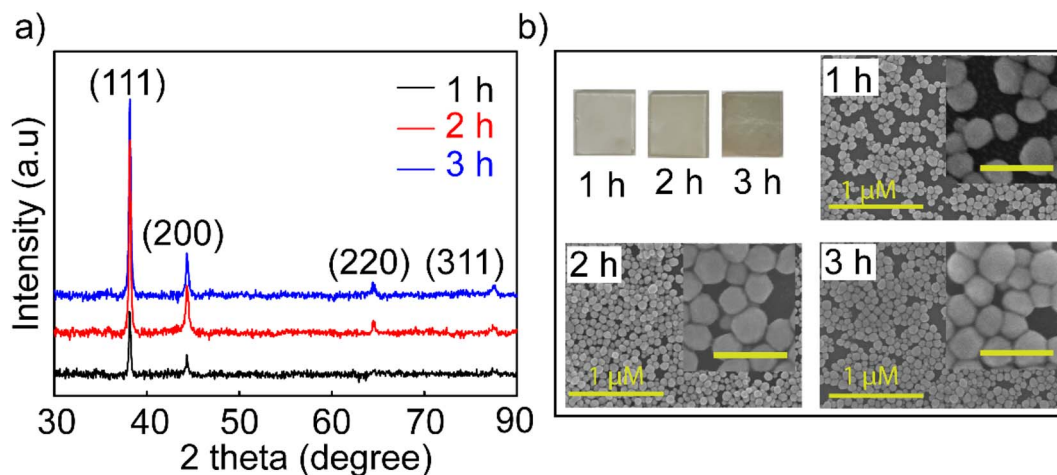 a)
(111)
(200)
(220)
(311)
1 h
2 h
3 h
Intensity (a.u)
30 40 50 60 70 80 90
2 theta (degree)
b)
1 h 2 h 3 h
1 h
1 µM
2 h
1 µM
3 h
1 µM